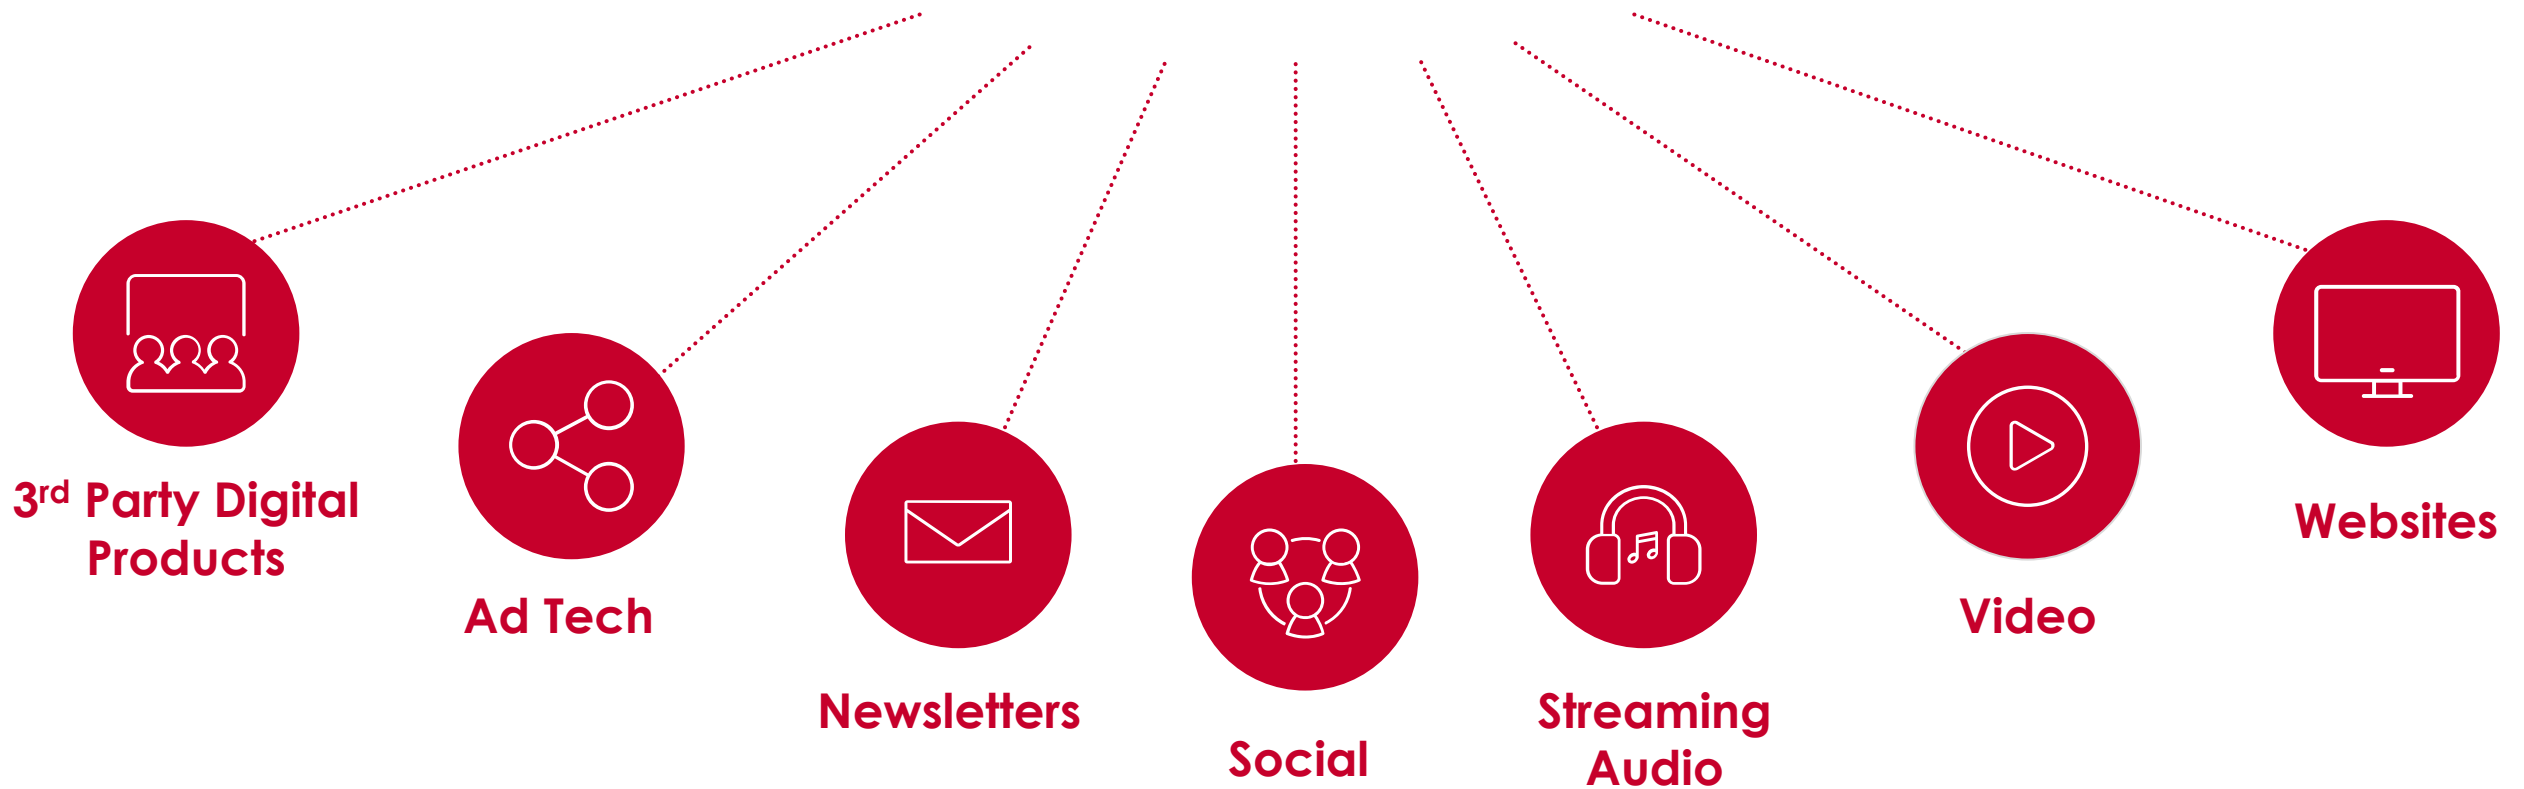 3rd Party Digital
Products
Ad Tech
Newsletters
Social
Streaming
Audio
Video
Websites